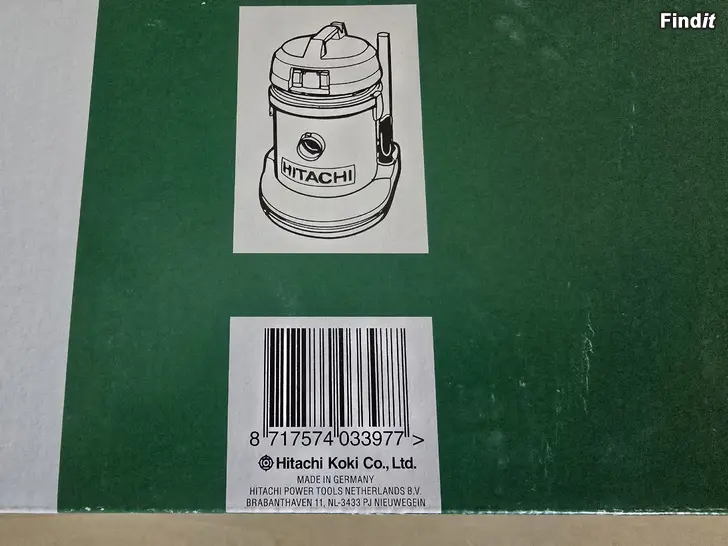 Findit
HITACHI
8 717574 033977 >
Hitachi Koki Co., Ltd.
MADE IN GERMANY
HITACHI POWER TOOLS NETHERLANDS B.V.
BRABANTHAVEN 11, NL-3433 PJ NIEUWEGEIN